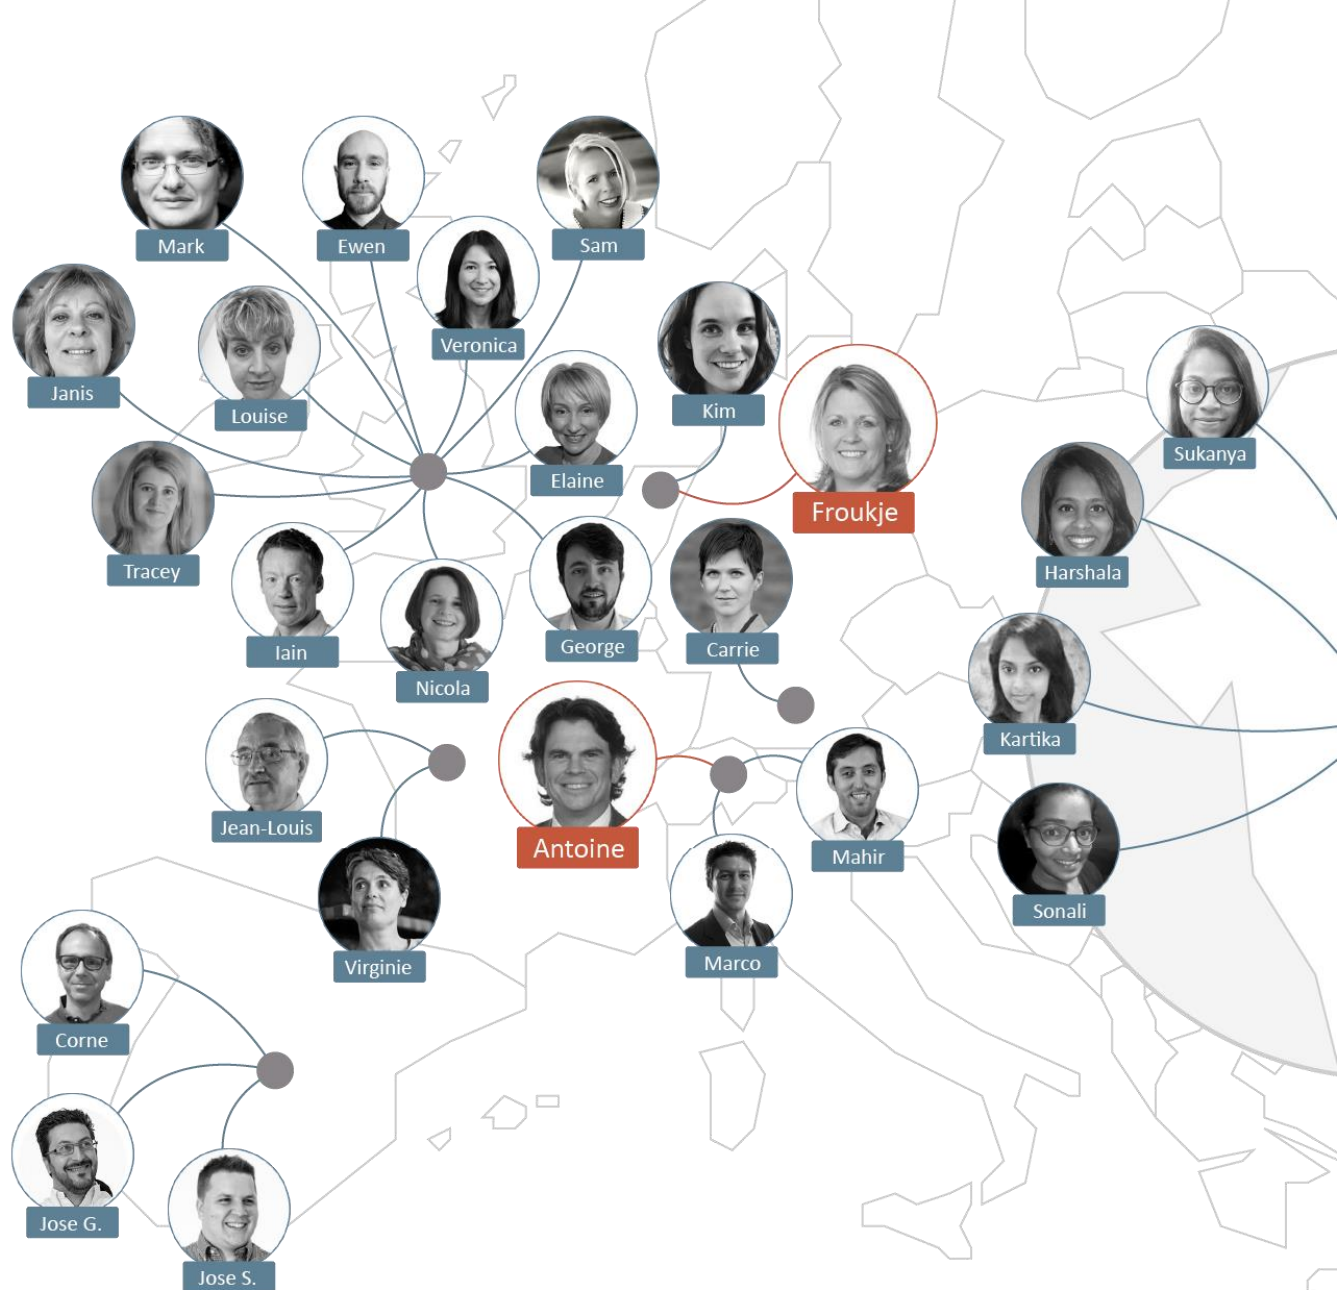 Mark
Ewen
Sam
Veronica
Janis
Louise
Kim
Elaine
Froukje
Sukanya
Tracey
Harshala
Iain
Nicola
George
Carrie
Kartika
Jean-Louis
Antoine
Mahir
Sonali
Virginie
Marco
Corne
Jose G.
Jose S.